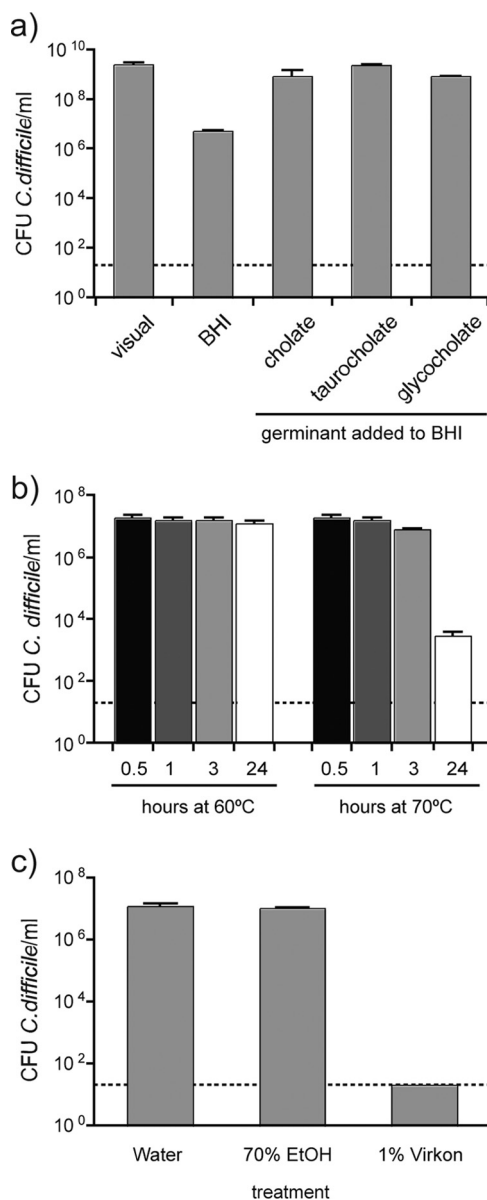 a)
CFU C.difficile/ml
10^10
10^8
10^6
10^4
10^2
10^0
visual
BHI
cholate
taurocholate
glycocholate
germinant added to BHI
b)
CFU C. difficile/ml
10^8
10^6
10^4
10^2
10^0
0.5 1 3 24 0.5 1 3 24
hours at 60ºC hours at 70ºC
c)
CFU C.difficile/ml
10^8
10^6
10^4
10^2
10^0
Water 70% EtOH 1% Virkon
treatment